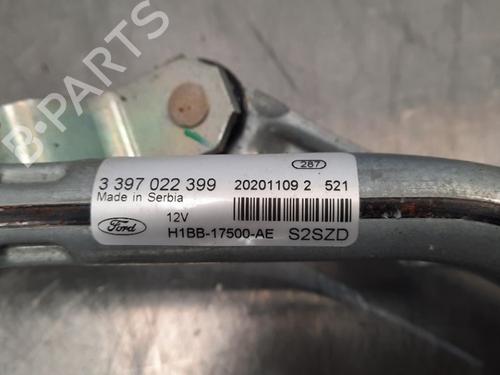 B-PARTS
287
3 397 022 399 20201109 2 521
Made in Serbia
12V
Ford H1BB-17500-AE S2SZD